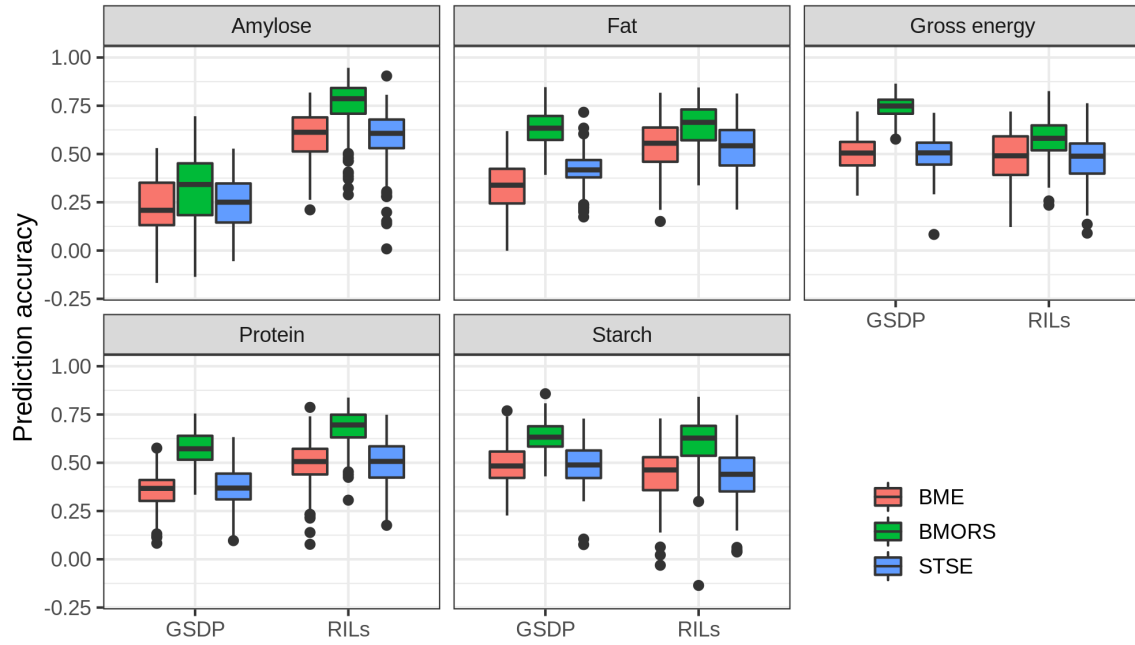 Amylose
Fat
Gross energy
Prediction accuracy
1.00
0.75
0.50
0.25
0.00
-0.25
GSDP
RILs
Protein
Starch
1.00
0.75
0.50
0.25
0.00
-0.25
GSDP
RILs
GSDP
RILs
BME
BMORS
STSE